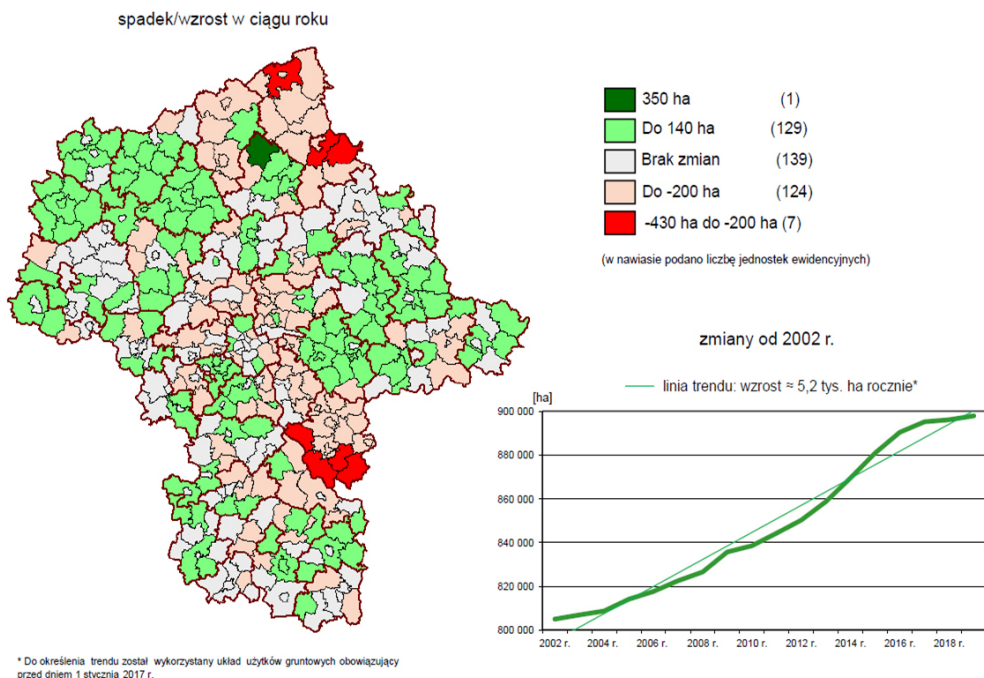 spadek/wzrost w ciągu roku
350 ha (1)
Do 140 ha (129)
Brak zmian (139)
Do -200 ha (124)
-430 ha do -200 ha (7)
(w nawiasie podano liczbę jednostek ewidencyjnych)
zmiany od 2002 r.
linia trendu: wzrost ≈ 5,2 tys. ha rocznie*
[ha]
900 000
880 000
860 000
840 000
820 000
800 000
2002 r. 2004 r. 2006 r. 2008 r. 2010 r. 2012 r. 2014 r. 2016 r. 2018 r.
* Do określenia trendu został wykorzystany układ użytków gruntowych obowiązujący
przed dniem 1 stycznia 2017 r.